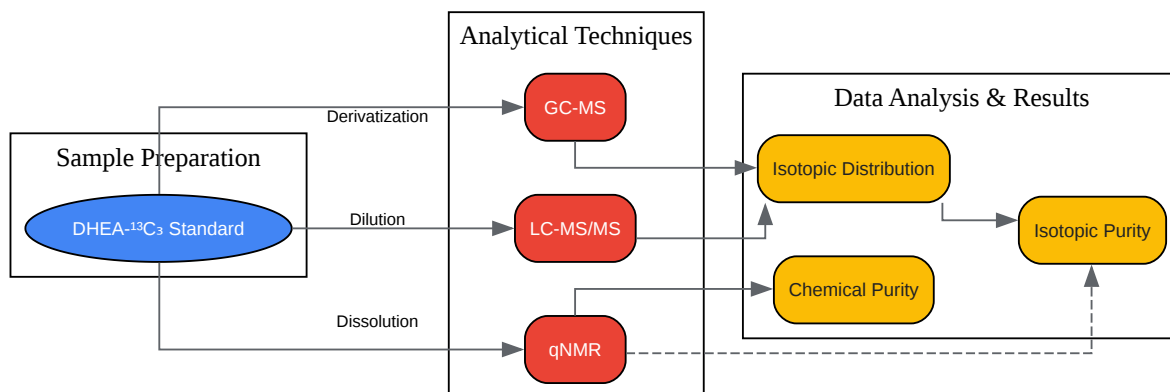 Analytical Techniques
Data Analysis & Results
Sample Preparation
GC-MS
Derivatization
Isotopic Distribution
DHEA-¹³C₃ Standard
Dilution
LC-MS/MS
Isotopic Purity
Chemical Purity
Dissolution
qNMR